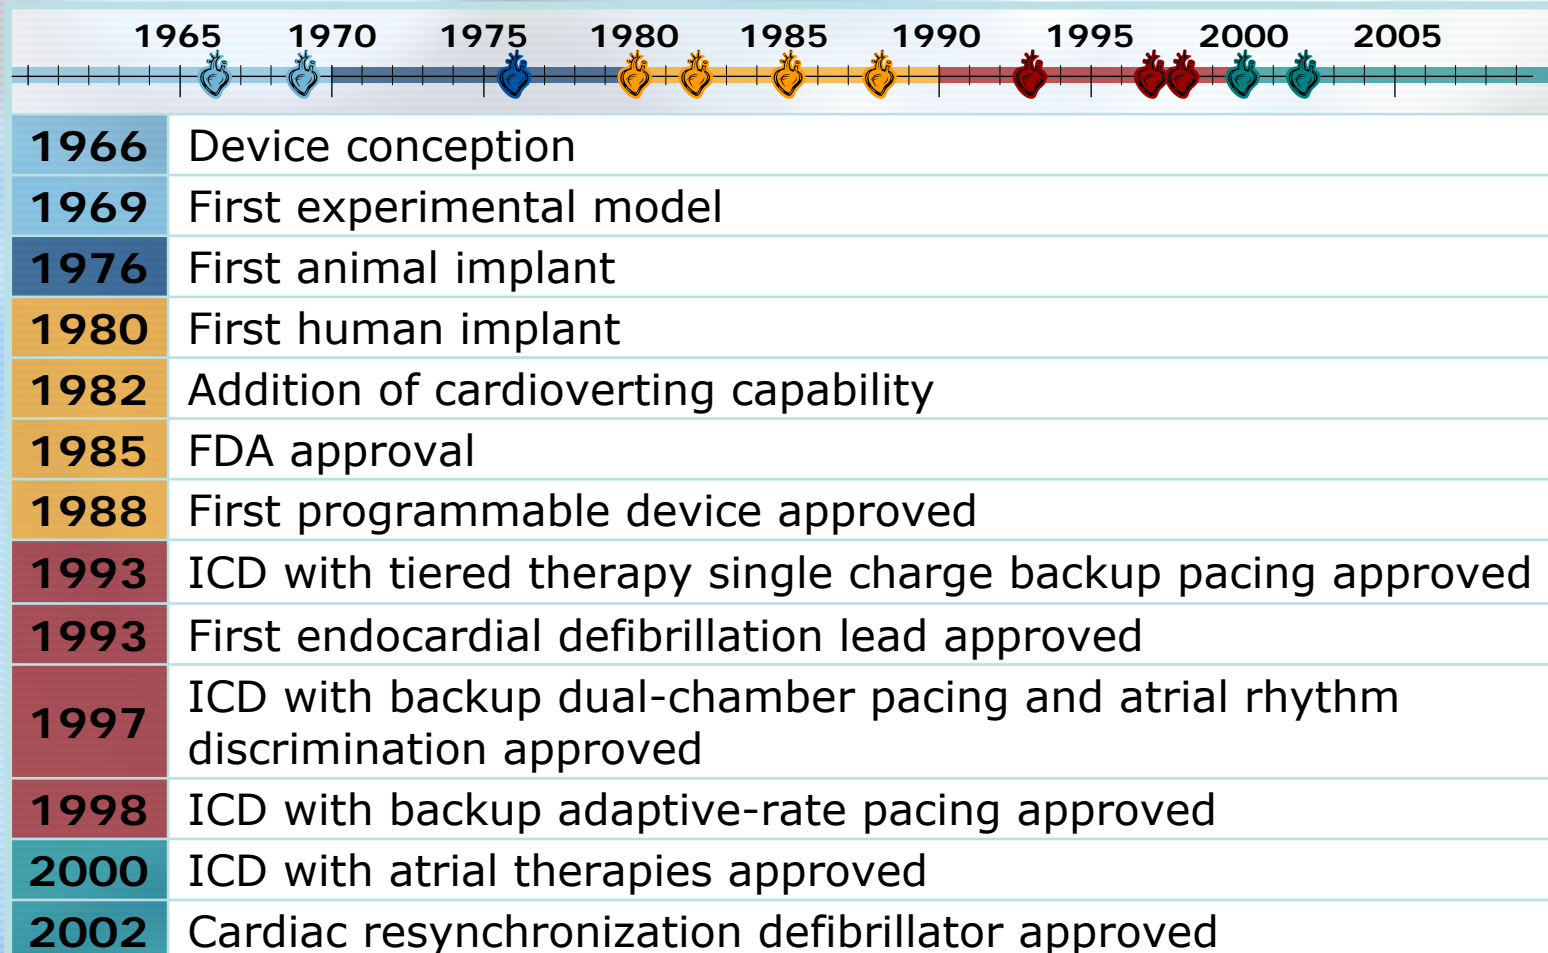 1965 1970 1975 1980 1985 1990 1995 2000 2005
1966 Device conception
1969 First experimental model
1976 First animal implant
1980 First human implant
1982 Addition of cardioverting capability
1985 FDA approval
1988 First programmable device approved
1993 ICD with tiered therapy single charge backup pacing approved
1993 First endocardial defibrillation lead approved
1997 ICD with backup dual-chamber pacing and atrial rhythm
discrimination approved
1998 ICD with backup adaptive-rate pacing approved
2000 ICD with atrial therapies approved
2002 Cardiac resynchronization defibrillator approved